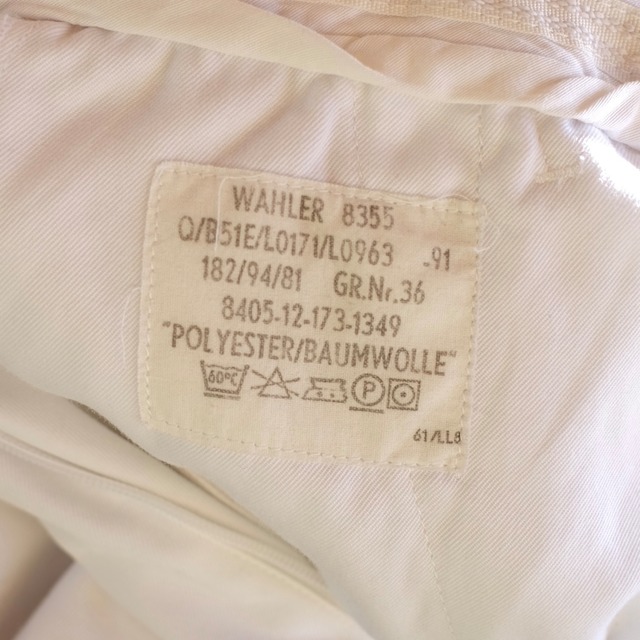 WAHLER 8355
Q/B51E/L0171/L0963 -91
182/94/81 GR.Nr.36
8405-12-173-1349
"POLYESTER/BAUMWOLLE"
60°C P
61/LL8